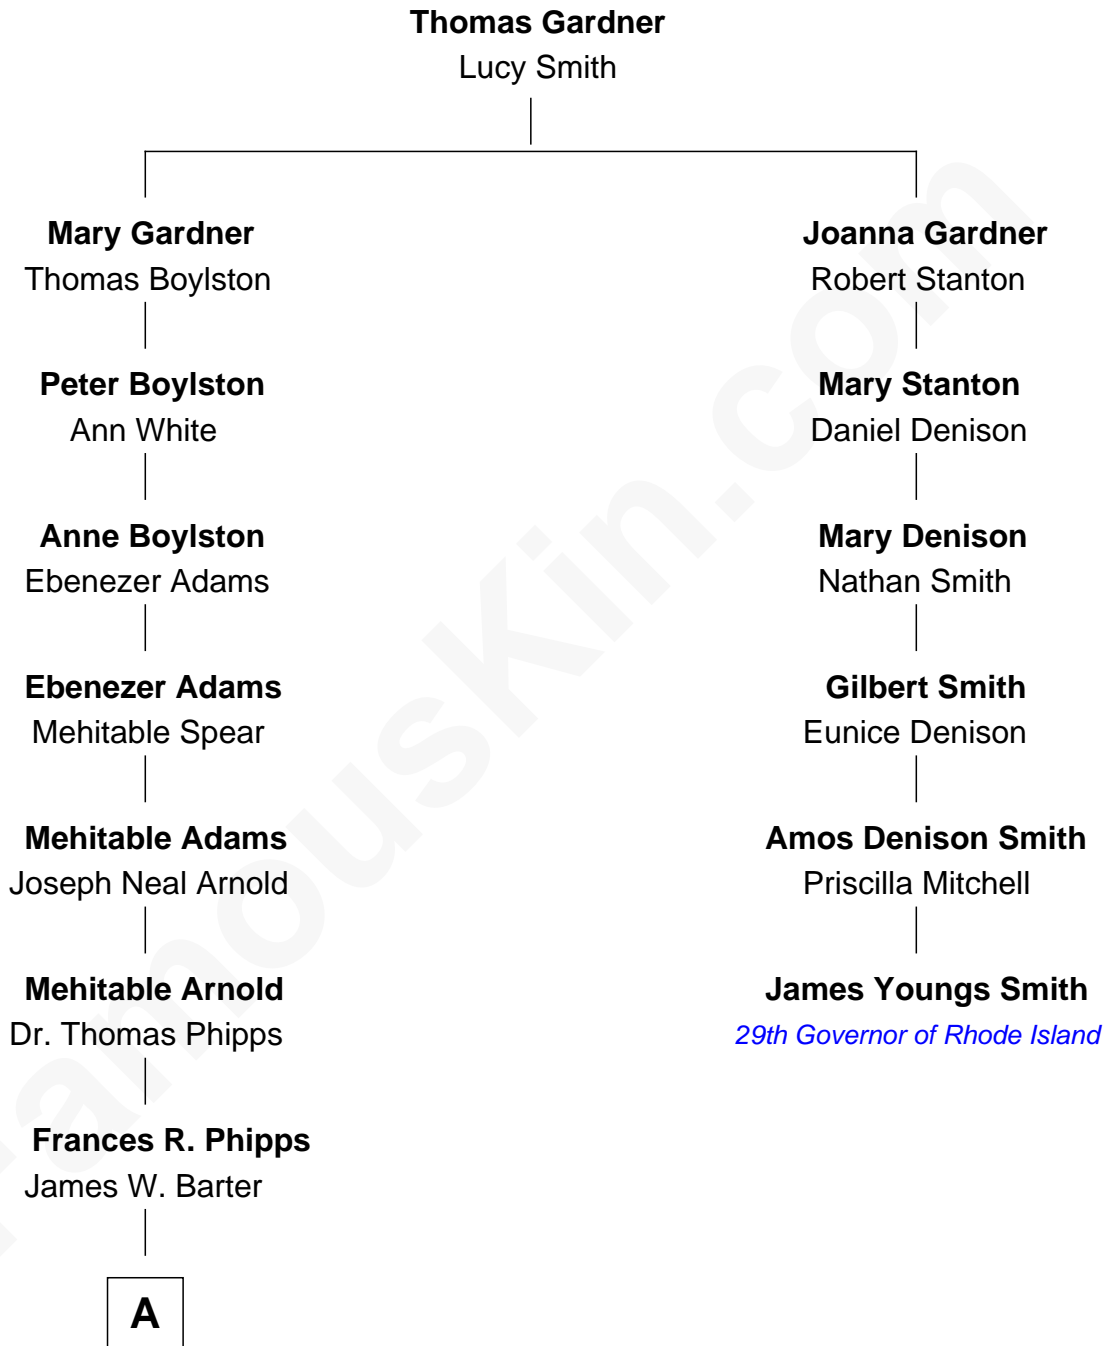 Thomas Gardner
Lucy Smith
Mary Gardner
Thomas Boylston
Joanna Gardner
Robert Stanton
Peter Boylston
Ann White
Mary Stanton
Daniel Denison
Anne Boylston
Ebenezer Adams
Mary Denison
Nathan Smith
Ebenezer Adams
Mehitable Spear
Gilbert Smith
Eunice Denison
Mehitable Adams
Joseph Neal Arnold
Amos Denison Smith
Priscilla Mitchell
Mehitable Arnold
Dr. Thomas Phipps
James Youngs Smith
29th Governor of Rhode Island
Frances R. Phipps
James W. Barter
A
FamousKin.com